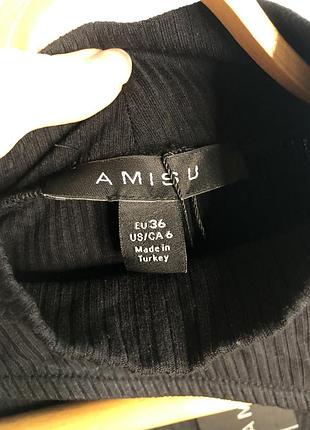 AMISU
EU 36
US/CA 6
Made in
Turkey